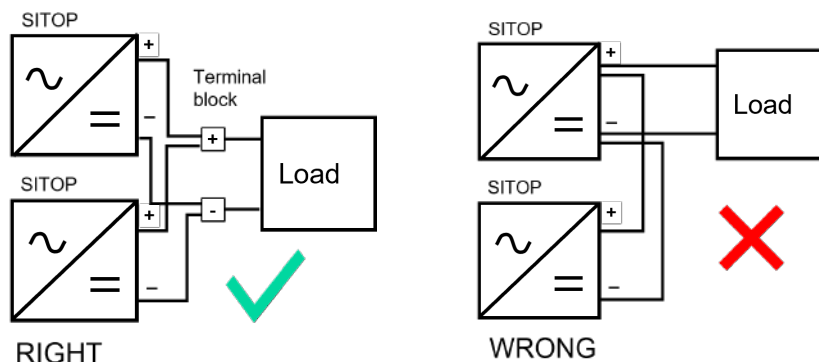 SITOP
+
Terminal
block
–
+
Load
-
SITOP
+
–
RIGHT
SITOP
+
Load
–
SITOP
+
–
WRONG